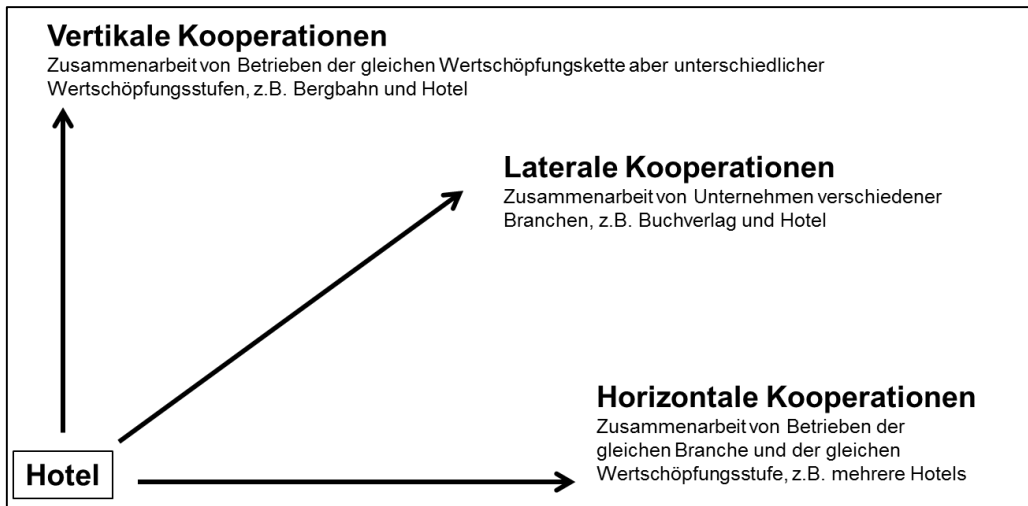 Vertikale Kooperationen
Zusammenarbeit von Betrieben der gleichen Wertschöpfungskette aber unterschiedlicher
Wertschöpfungsstufen, z.B. Bergbahn und Hotel
Laterale Kooperationen
Zusammenarbeit von Unternehmen verschiedener
Branchen, z.B. Buchverlag und Hotel
Horizontale Kooperationen
Zusammenarbeit von Betrieben der
gleichen Branche und der gleichen
Wertschöpfungsstufe, z.B. mehrere Hotels
Hotel